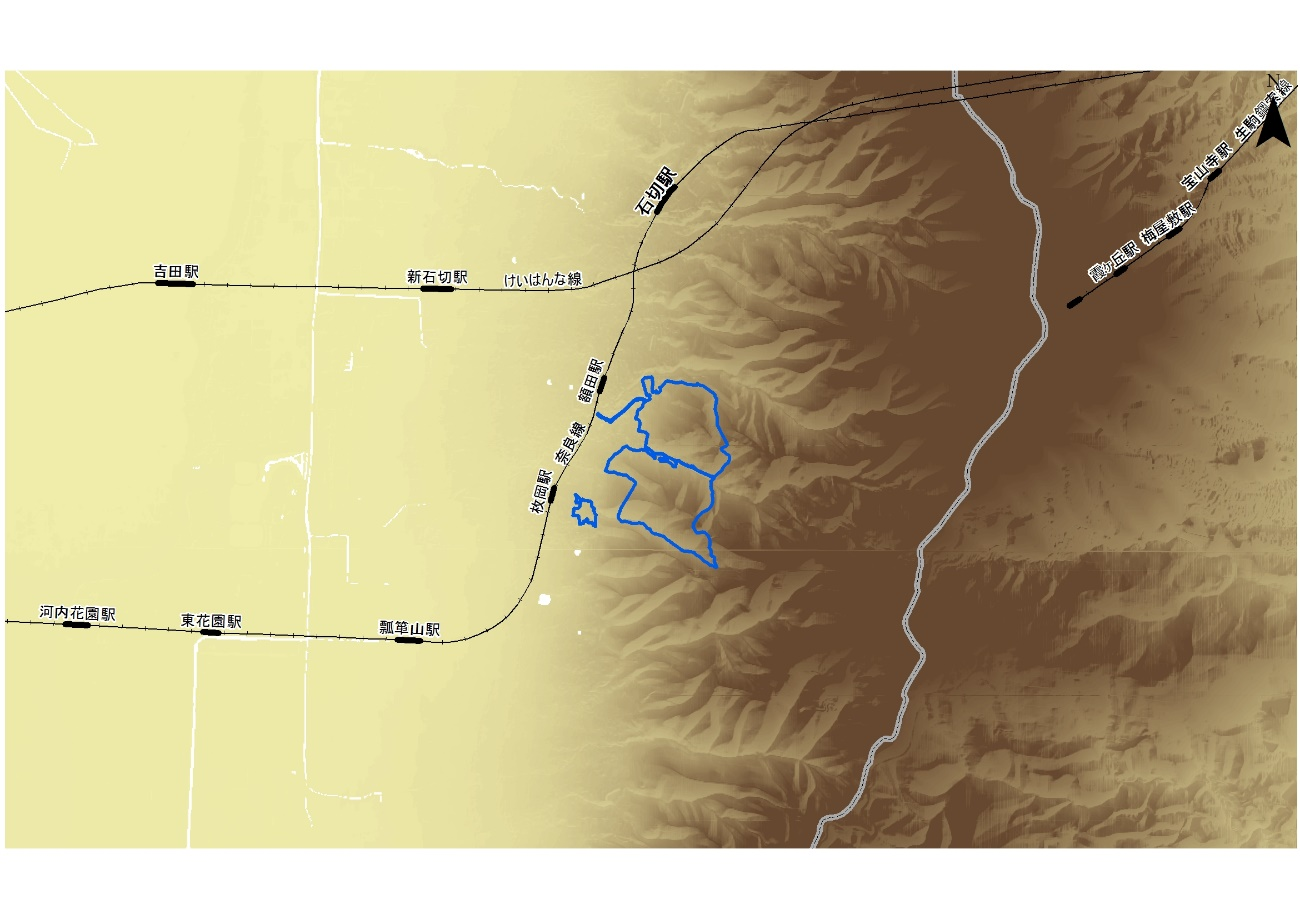 N
生駒鋼索線
宝山寺駅
石切駅
梅屋敷駅
霞ヶ丘駅
吉田駅
新石切駅
けいはんな線
額田駅
奈良線
枚岡駅
河内花園駅
東花園駅
瓢箪山駅